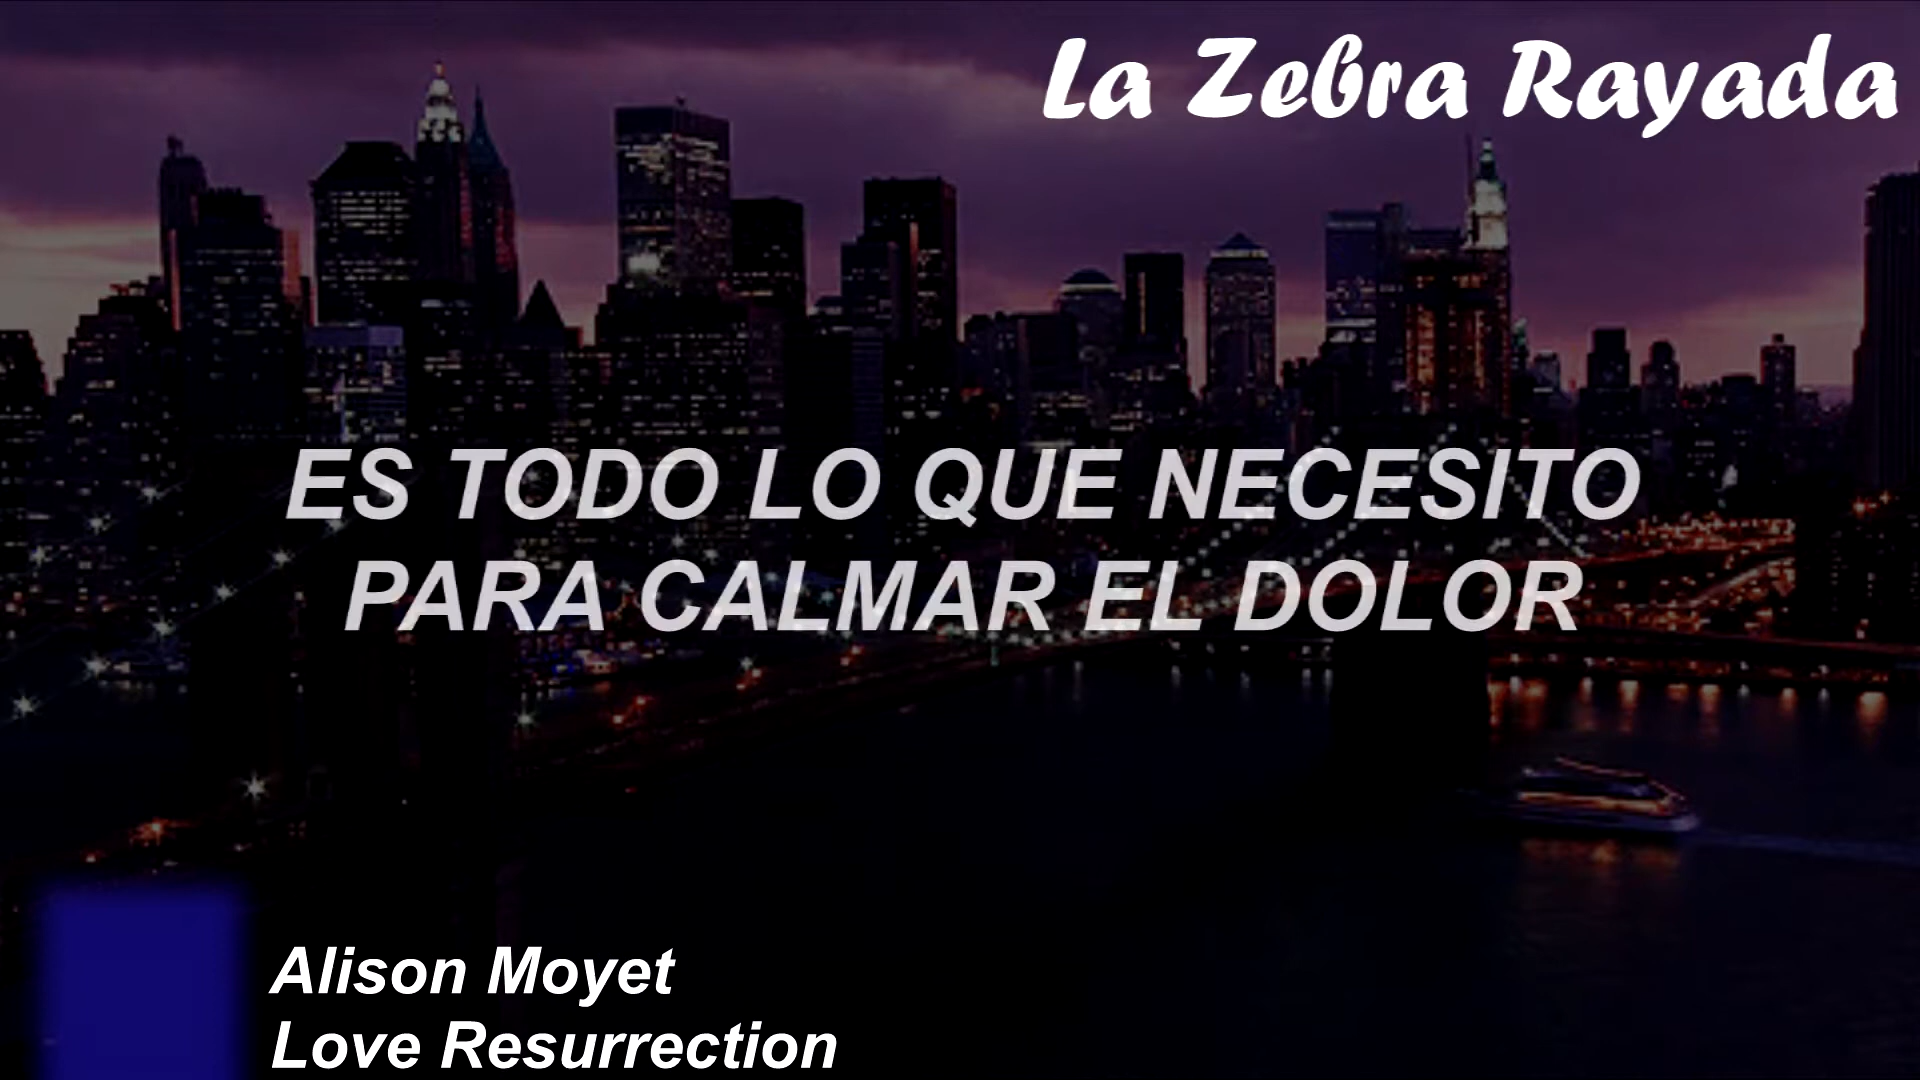 La Zebra Rayada
ES TODO LO QUE NECESITO
PARA CALMAR EL DOLOR
Alison Moyet
Love Resurrection